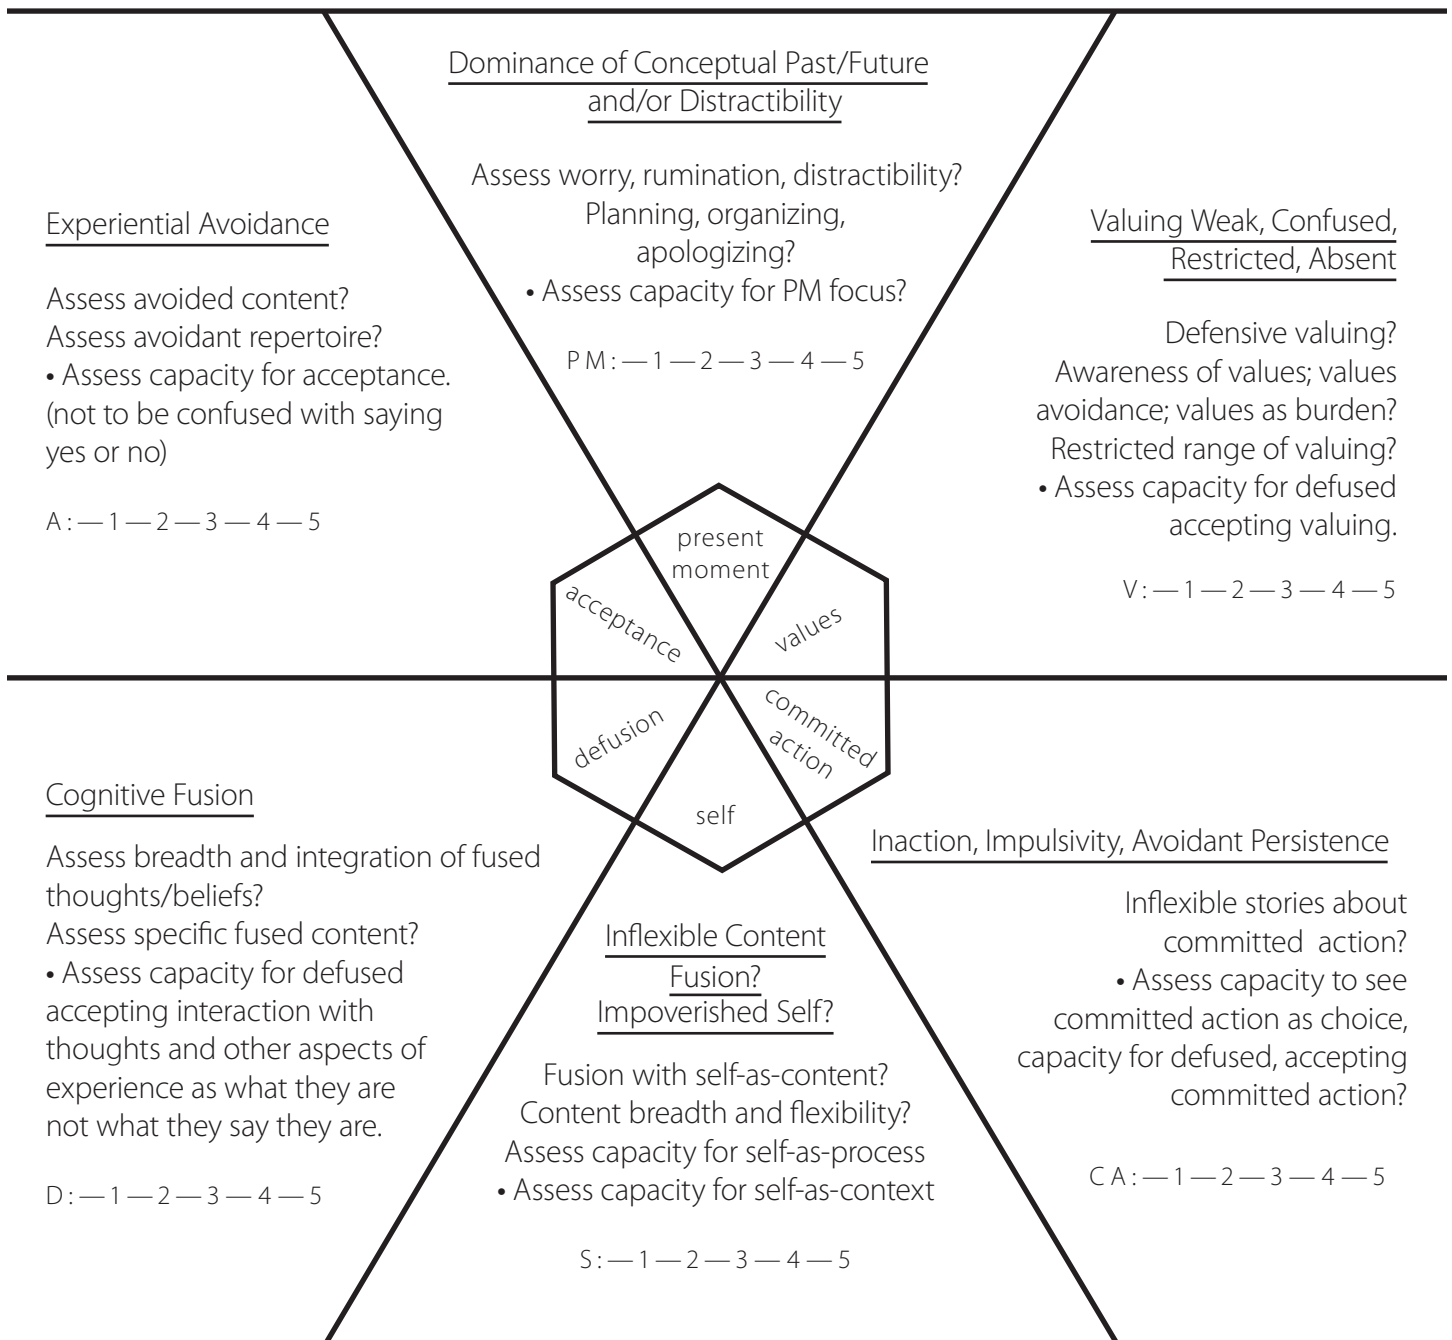 Dominance of Conceptual Past/Future
and/or Distractibility
Assess worry, rumination, distractibility?
Planning, organizing,
apologizing?
• Assess capacity for PM focus?
PM: — 1 — 2 — 3 — 4 — 5
Experiential Avoidance
Assess avoided content?
Assess avoidant repertoire?
• Assess capacity for acceptance.
(not to be confused with saying
yes or no)
A: — 1 — 2 — 3 — 4 — 5
Valuing Weak, Confused,
Restricted, Absent
Defensive valuing?
Awareness of values; values
avoidance; values as burden?
Restricted range of valuing?
• Assess capacity for defused
accepting valuing.
V: — 1 — 2 — 3 — 4 — 5
present
moment
acceptance
values
defusion
committed
action
self
Cognitive Fusion
Assess breadth and integration of fused
thoughts/beliefs?
Assess specific fused content?
• Assess capacity for defused
accepting interaction with
thoughts and other aspects of
experience as what they are
not what they say they are.
D: — 1 — 2 — 3 — 4 — 5
Inflexible Content
Fusion?
Impoverished Self?
Fusion with self-as-content?
Content breadth and flexibility?
Assess capacity for self-as-process
• Assess capacity for self-as-context
S: — 1 — 2 — 3 — 4 — 5
Inaction, Impulsivity, Avoidant Persistence
Inflexible stories about
committed action?
• Assess capacity to see
committed action as choice,
capacity for defused, accepting
committed action?
CA: — 1 — 2 — 3 — 4 — 5